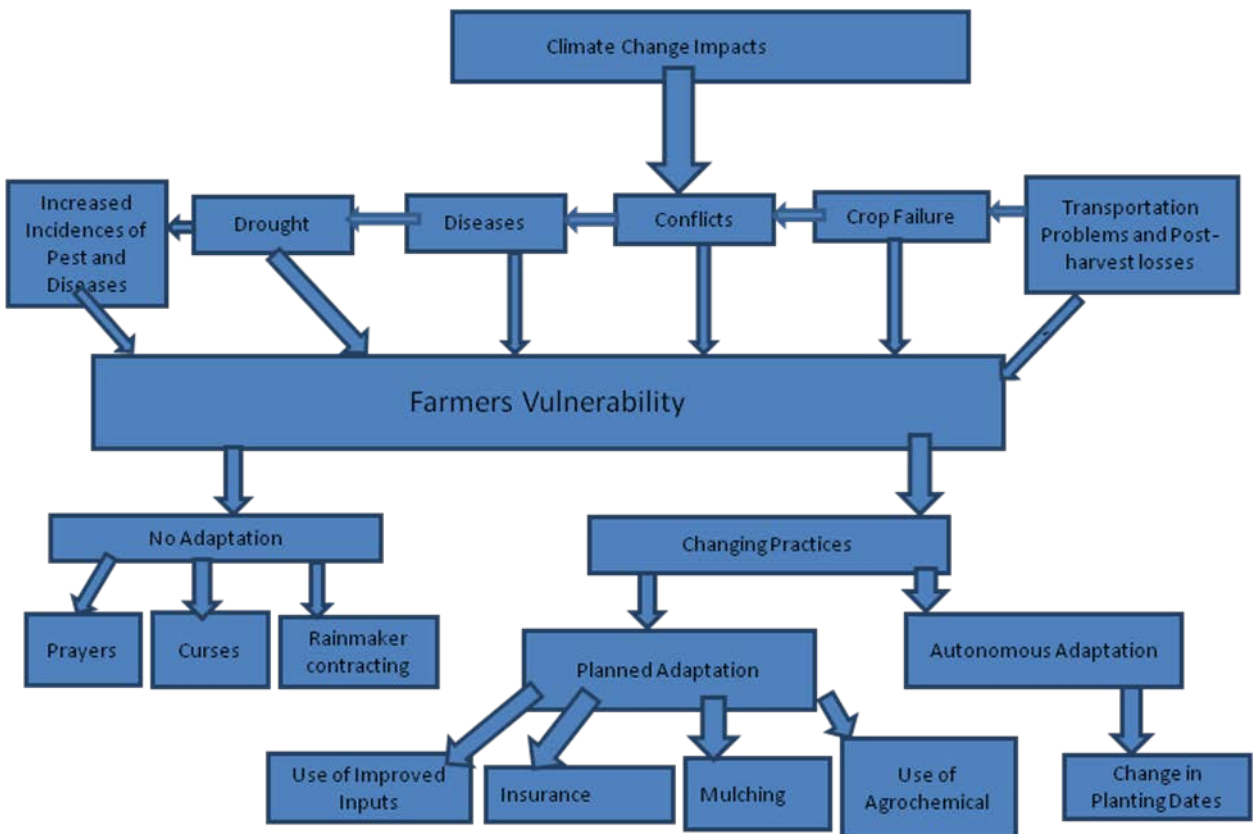 Climate Change Impacts
Increased
Incidences of
Pest and
Diseases
Drought
Diseases
Conflicts
Crop Failure
Transportation
Problems and Post-
harvest losses
Farmers Vulnerability
No Adaptation
Changing Practices
Prayers
Curses
Rainmaker
contracting
Planned Adaptation
Autonomous Adaptation
Use of Improved
Inputs
Insurance
Mulching
Use of
Agrochemical
Change in
Planting Dates